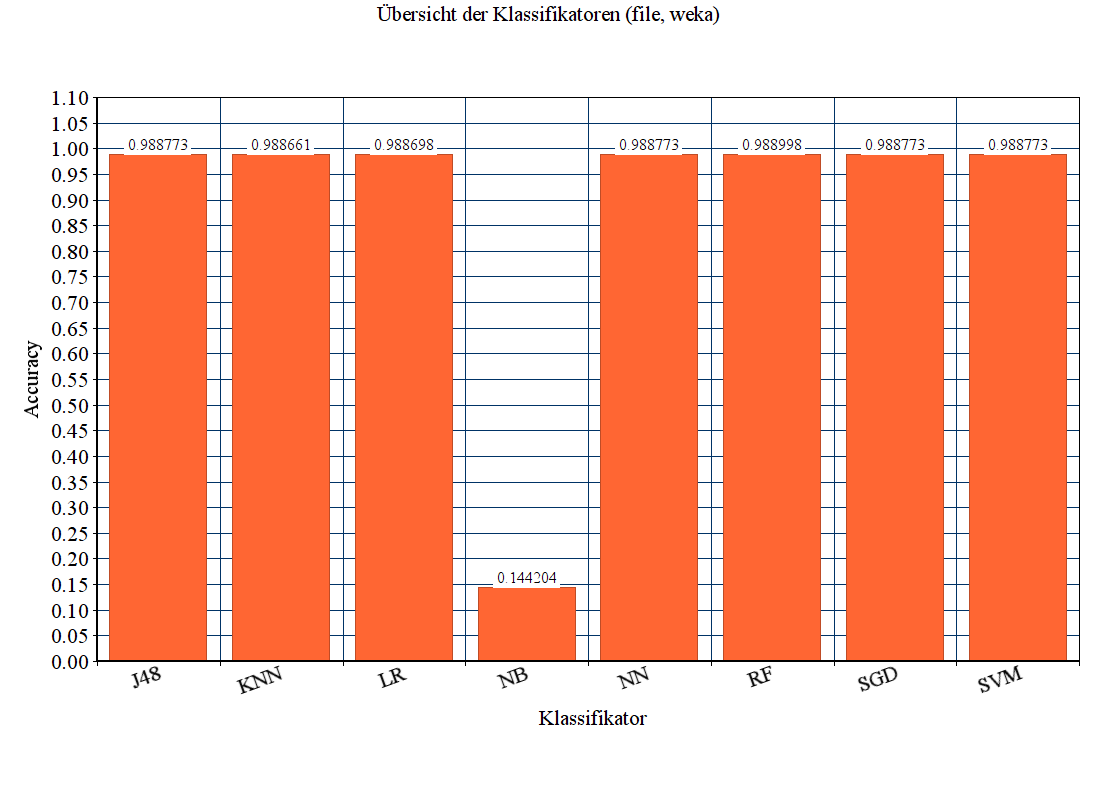 Übersicht der Klassifikatoren (file, weka)
1.10
1.05
1.00
0.95
0.90
0.85
0.80
0.75
0.70
0.65
0.60
0.55
0.50
0.45
0.40
0.35
0.30
0.25
0.20
0.15
0.10
0.05
0.00
Accuracy
0.988773
0.988661
0.988698
0.144204
0.988773
0.988998
0.988773
0.988773
J48
KNN
LR
NB
NN
RF
SGD
SVM
Klassifikator